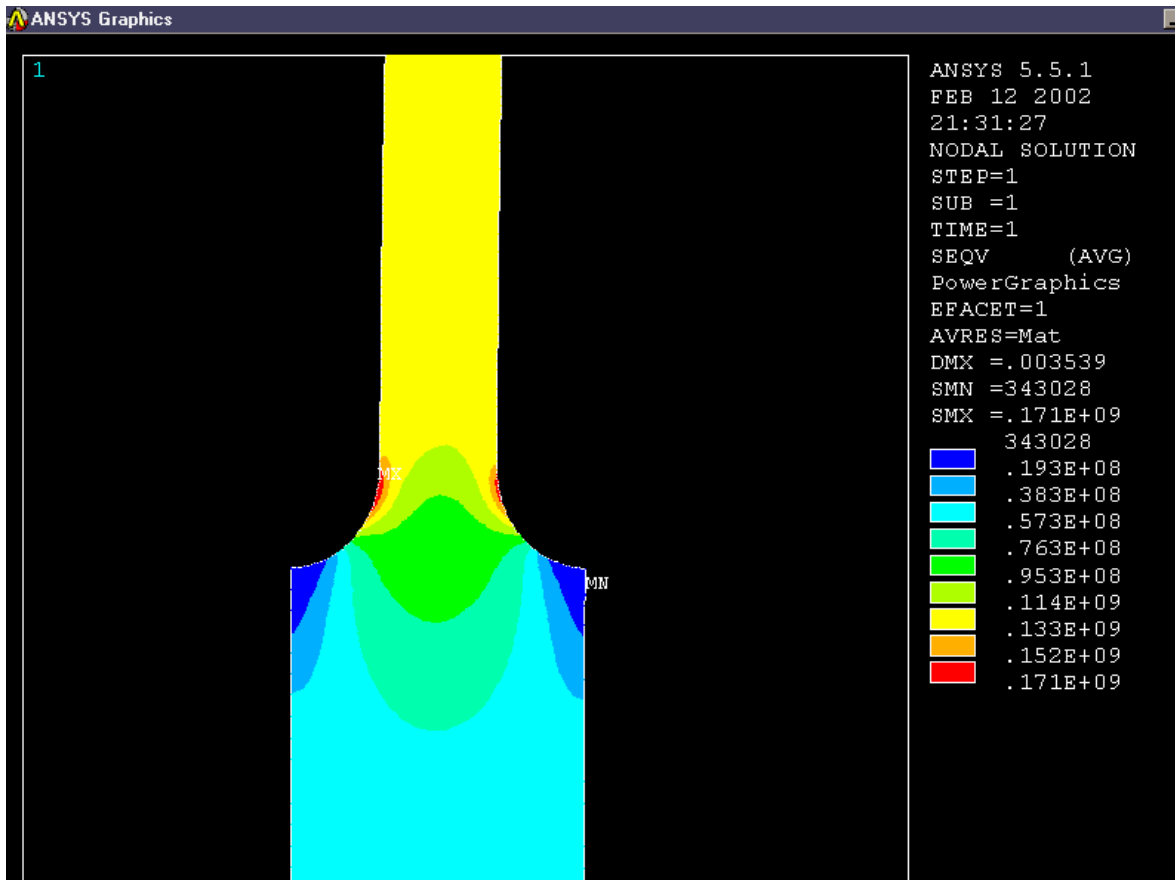 ANSYS Graphics
1
ANSYS 5.5.1
FEB 12 2002
21:31:27
NODAL SOLUTION
STEP=1
SUB =1
TIME=1
SEQV (AVG)
PowerGraphics
EFACET=1
AVRES=Mat
DMX =.003539
SMN =343028
SMX =.171E+09
343028
.193E+08
.383E+08
.573E+08
.763E+08
.953E+08
.114E+09
.133E+09
.152E+09
.171E+09
MX
MN